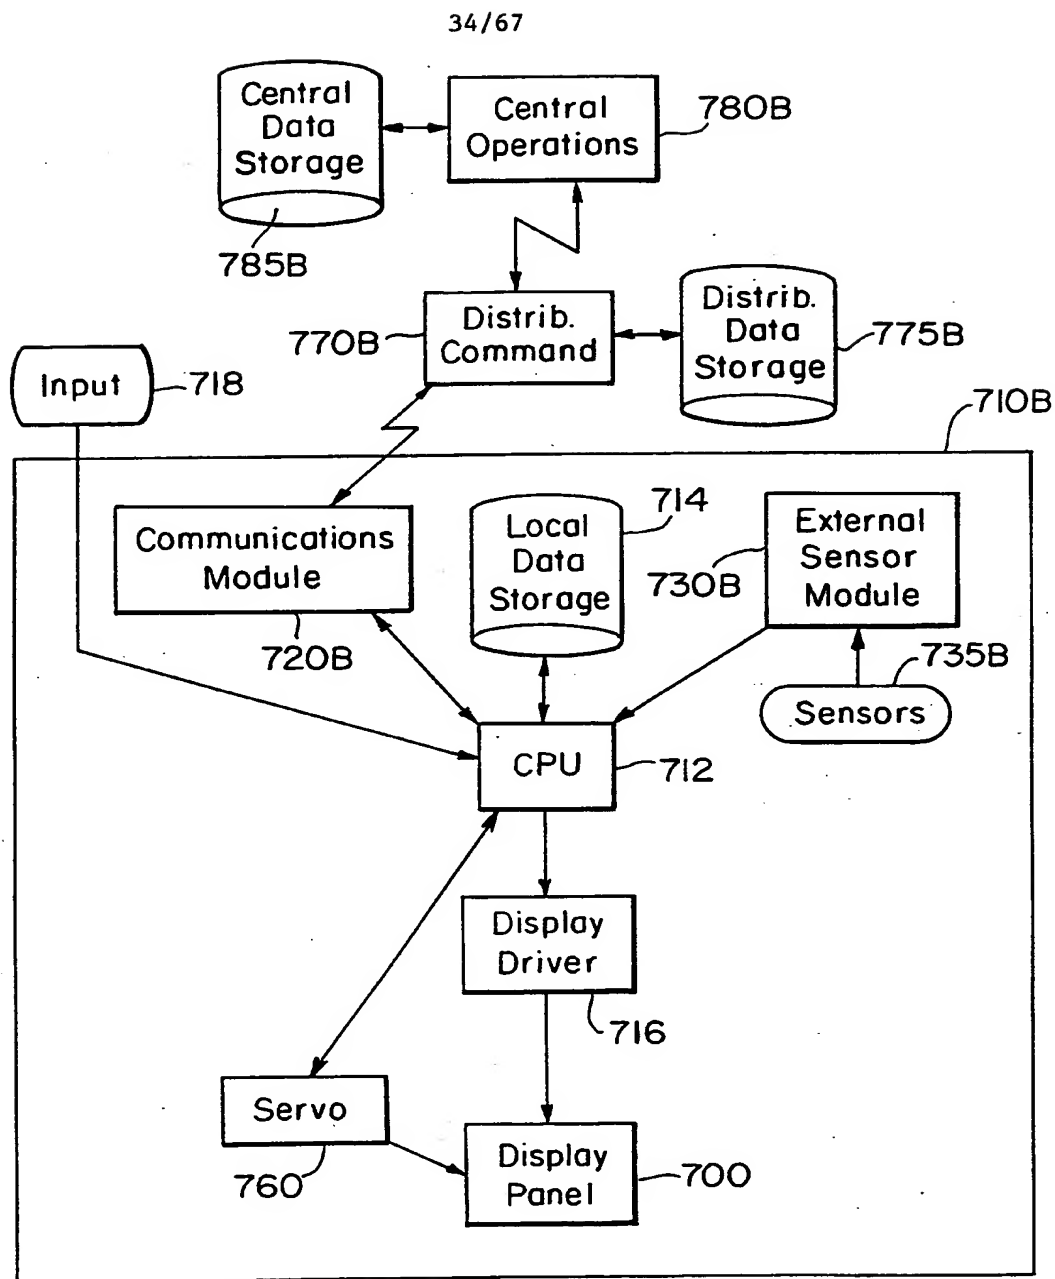 34/67
Central
Data
Storage
785B
Central
Operations
780B
Distrib.
Command
770B
Distrib.
Data
Storage
775B
Input
718
710B
Communications
Module
720B
Local
Data
Storage
714
External
Sensor
Module
730B
735B
Sensors
CPU
712
Display
Driver
716
Servo
760
Display
Panel
700